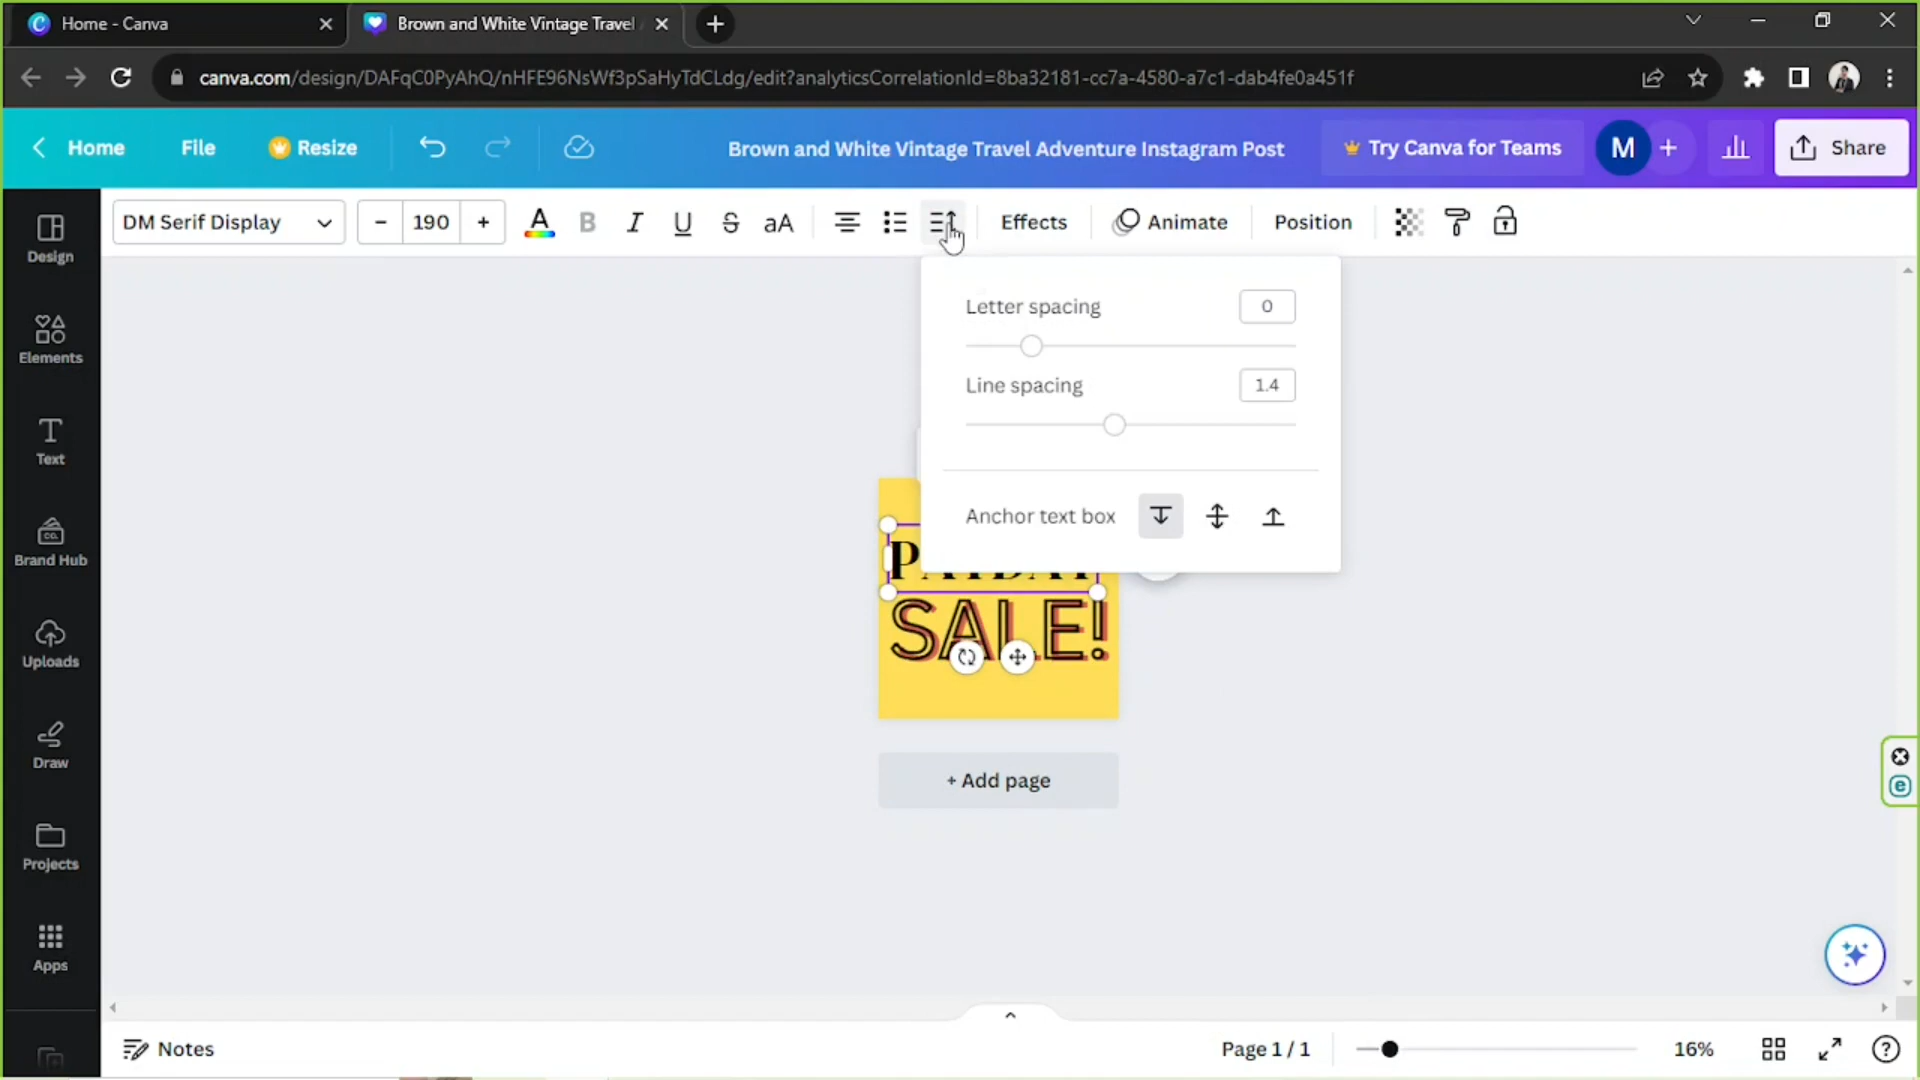 Home - Canva
Brown and White Vintage Travel
canva.com/design/DAFqC0PyAhQ/nHFE96NsWf3pSaHyTdCLdg/edit?analyticsCorrelationId=8ba32181-cc7a-4580-a7c1-dab4fe0a451f
Home
File
Resize
Brown and White Vintage Travel Adventure Instagram Post
Try Canva for Teams
M
Share
DM Serif Display
190
A
B
I
U
S
aA
Effects
Animate
Position
Design
Elements
Text
Brand Hub
Uploads
Draw
Projects
Apps
Letter spacing
0
Line spacing
1.4
Anchor text box
PAYDAY
SALE!
+ Add page
Notes
Page 1 / 1
16%